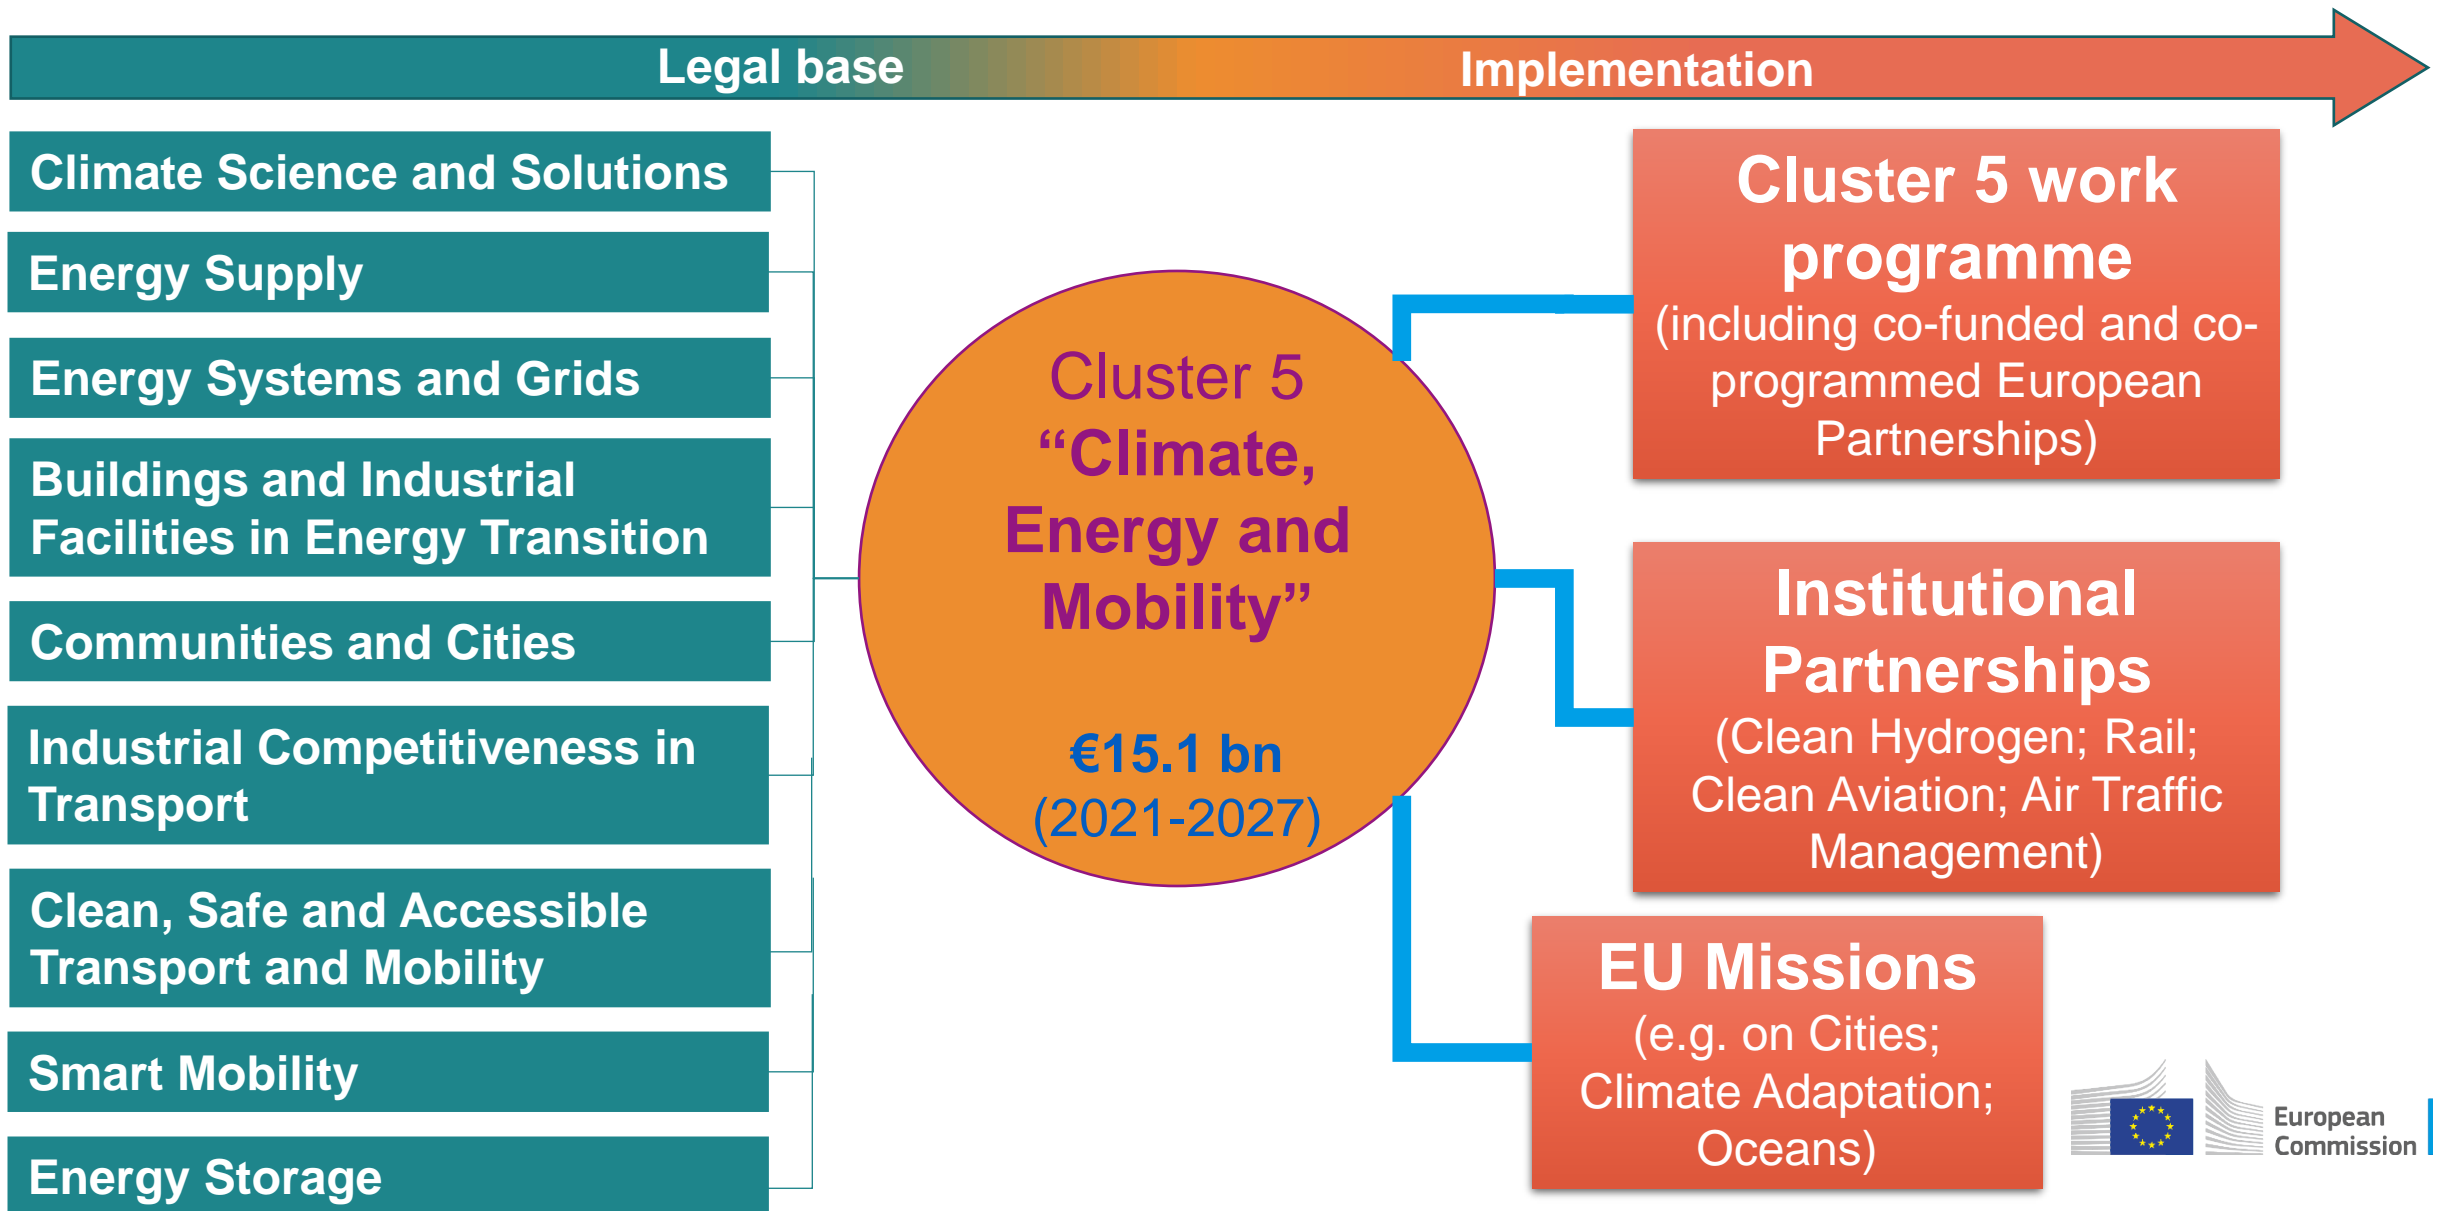 Legal base
Implementation
Climate Science and Solutions
Energy Supply
Energy Systems and Grids
Buildings and Industrial
Facilities in Energy Transition
Communities and Cities
Industrial Competitiveness in
Transport
Clean, Safe and Accessible
Transport and Mobility
Smart Mobility
Energy Storage
Cluster 5
“Climate,
Energy and
Mobility”
€15.1 bn
(2021-2027)
Cluster 5 work
programme
(including co-funded and co-
programmed European
Partnerships)
Institutional
Partnerships
(Clean Hydrogen; Rail;
Clean Aviation; Air Traffic
Management)
EU Missions
(e.g. on Cities;
Climate Adaptation;
Oceans)
European
Commission